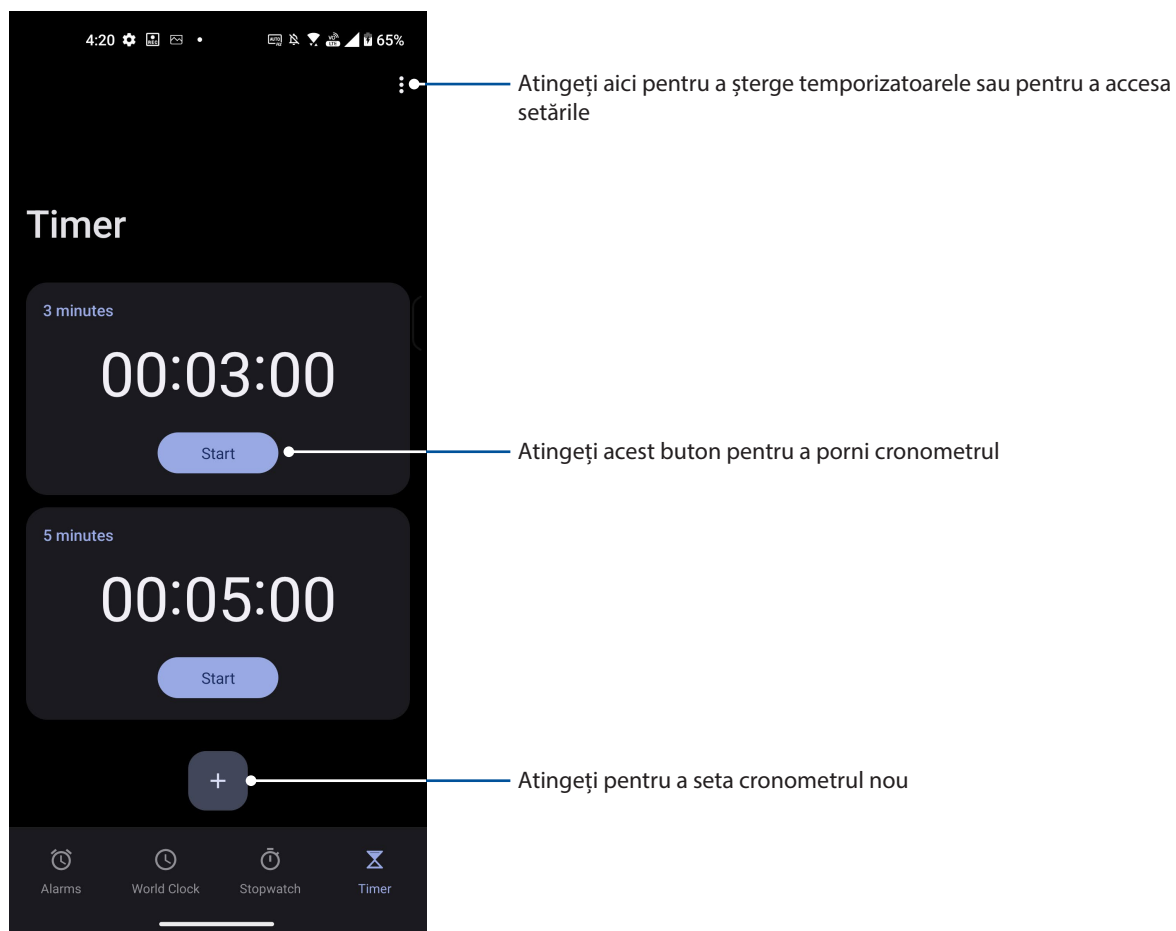 4:20
65%
Atingeți aici pentru a șterge temporizatoarele sau pentru a accesa
setările
Timer
3 minutes
00:03:00
Start
Atingeți acest buton pentru a porni cronometrul
5 minutes
00:05:00
Start
+
Atingeți pentru a seta cronometrul nou
Alarms World Clock Stopwatch Timer